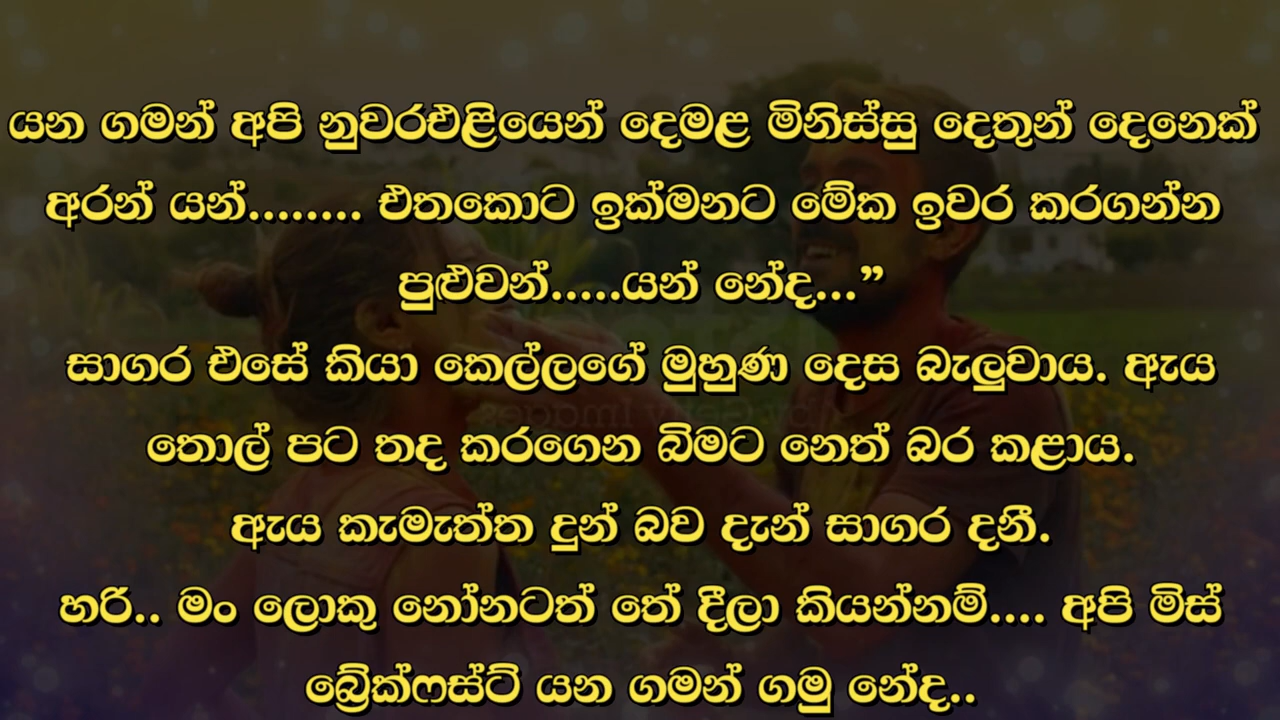 යන ගමන් අපි නුවරඑළියෙන් දෙමළ මිනිස්සු දෙතුන් දෙනෙක්
අරන් යන්........ එතකොට ඉක්මනට මේක ඉවර කරගන්න
පුළුවන්.....යන් නේද...”
සාගර එසේ කියා කෙල්ලගේ මුහුණ දෙස බැලුවාය. ඇය
තොල් පට තද කරගෙන බිමට නෙත් බර කළාය.
ඇය කැමැත්ත දුන් බව දැන් සාගර දනී.
හරි.. මං ලොකු නෝනටත් තේ දීලා කියන්නම්.... අපි මිස්
බ්‍රේක්ෆස්ට් යන ගමන් ගමු නේද..